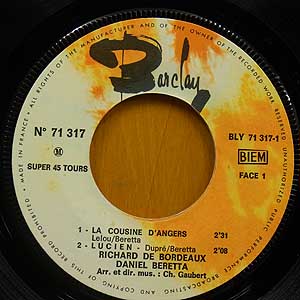 ALL RIGHTS OF THE MANUFACTURER AND OF THE OWNER OF THE RECORDED WORK RESERVED
UNAUTHORIZED PUBLIC PERFORMANCE
AND COPYING OF THIS RECORD PROHIBITED
MADE IN FRANCE
Barclay
N° 71 317
BLY 71 317-1
M
BIEM
SUPER 45 TOURS
FACE 1
1 - LA COUSINE D'ANGERS
Lelou/Beretta 2'31
2 - LUCIEN - Dupré/Beretta 2'08
RICHARD DE BORDEAUX
DANIEL BERETTA
Arr. et dir. mus. : Ch. Gaubert